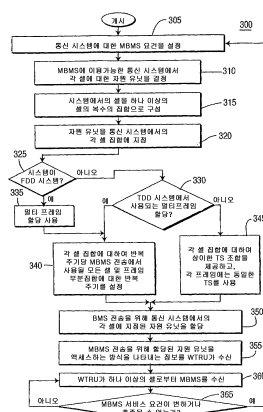 개시
300
305
통신 시스템에 대한 MBMS 요건을 설정
310
MBMS에 이용가능한 통신 시스템에서
각 셀에 대한 자원 유닛을 결정
315
시스템에서의 셀을 하나 이상의
셀의 복수의 집합으로 구성
320
자원 유닛을 통신 시스템에서의
각 셀에 지정
325
시스템이
FDD 시스템?
아니오
예
330
TDD 시스템에서
사용되는 멀티프레임
할당?
예
아니오
335
멀티 프레임
할당 사용
340
각 셀 집합에 대하여 반복
주기당 MBMS 전송에서
사용될 모든 셀 및 프레임
부분집합에 대한 반복
주기를 설정
345
각 셀 집합에 대하여
상이한 TS 조합을
제공하고,
각 프레임에는 동일한
TS를 사용
350
BMS 전송을 위해 통신 시스템에서의
각 셀에 지정된 자원 유닛을 할당
355
MBMS 전송을 위해 할당된 자원 유닛을
액세스하는 방식을 나타내는 정보를 WTRU가 수신
360
WTRU가 하나 이상의 셀로부터 MBMS를 수신
365
아니오
MBMS 서비스 요건이 변하거나
예